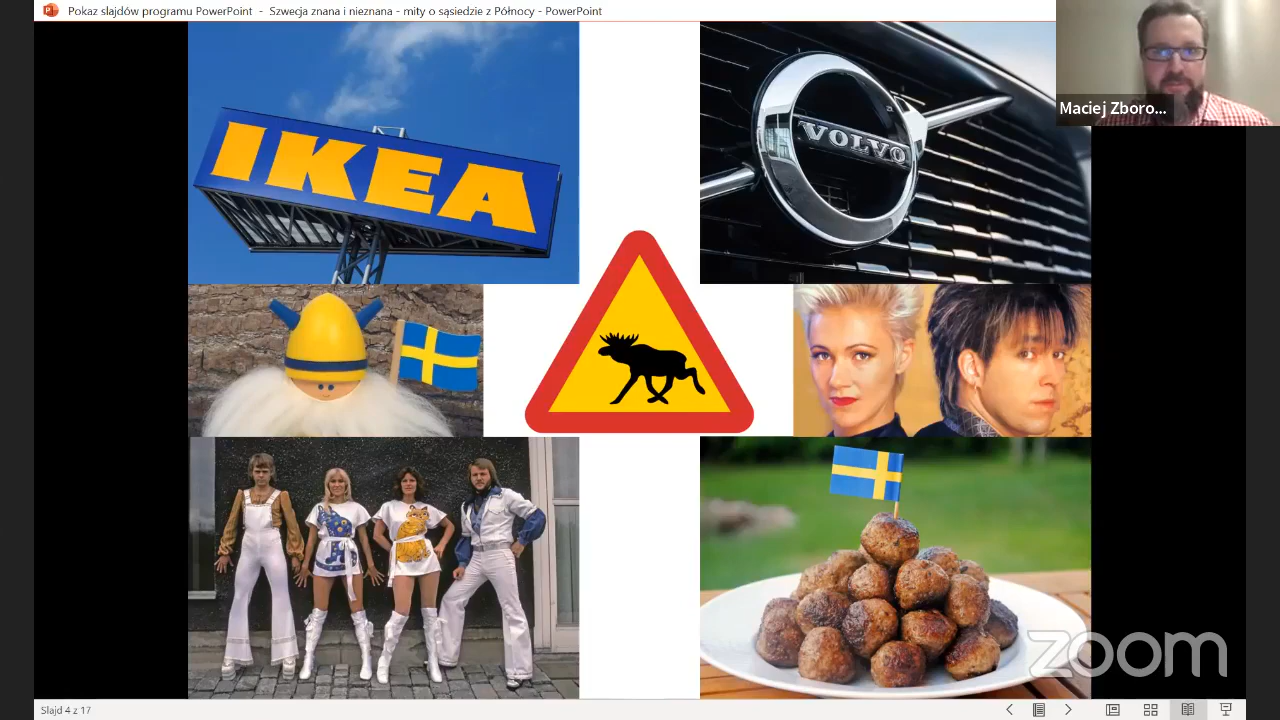 Pokaz slajdów programu PowerPoint - Szwecja znana i nieznana - mity o sąsiedzie z Północy - PowerPoint
Maciej Zboro...
IKEA
VOLVO
zoom
Slajd 4 z 17